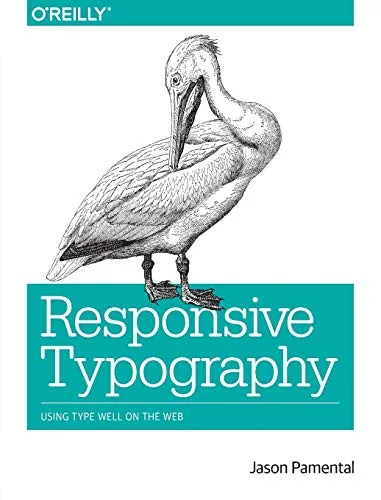 O'REILLY®
Responsive
Typography
USING TYPE WELL ON THE WEB
Jason Pamental